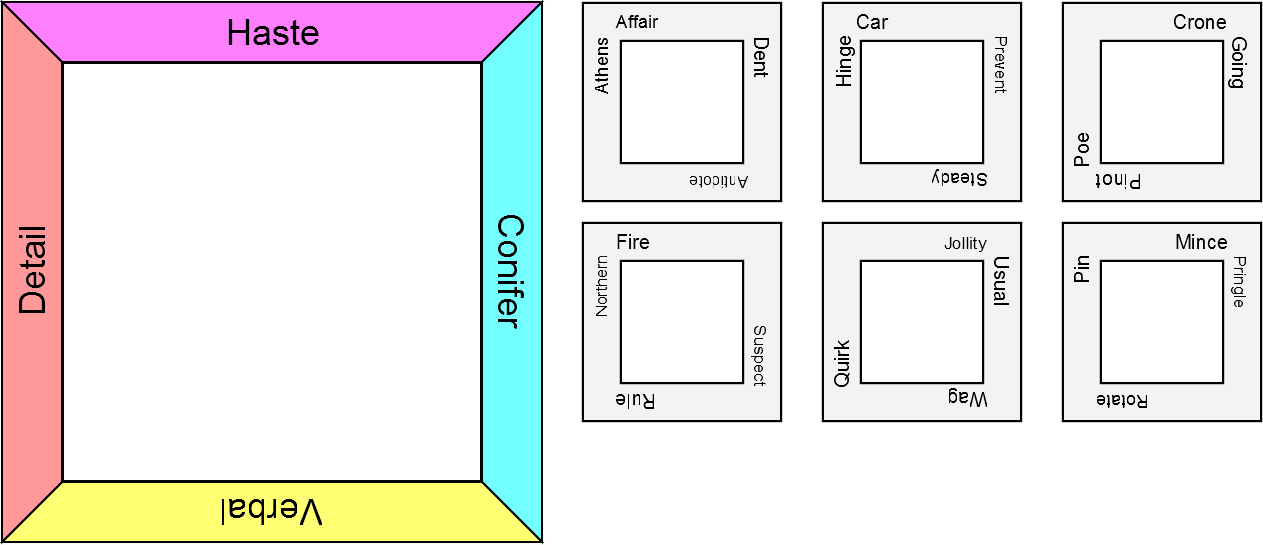 Haste
Detail
Conifer
Verbal
Affair
Athens
Dent
Anticote
Car
Hinge
Prevent
Steady
Crone
Going
Poe
Pinot
Fire
Northern
Suspect
Rule
Jollity
Usual
Quirk
Wag
Mince
Pin
Pringle
Rotate